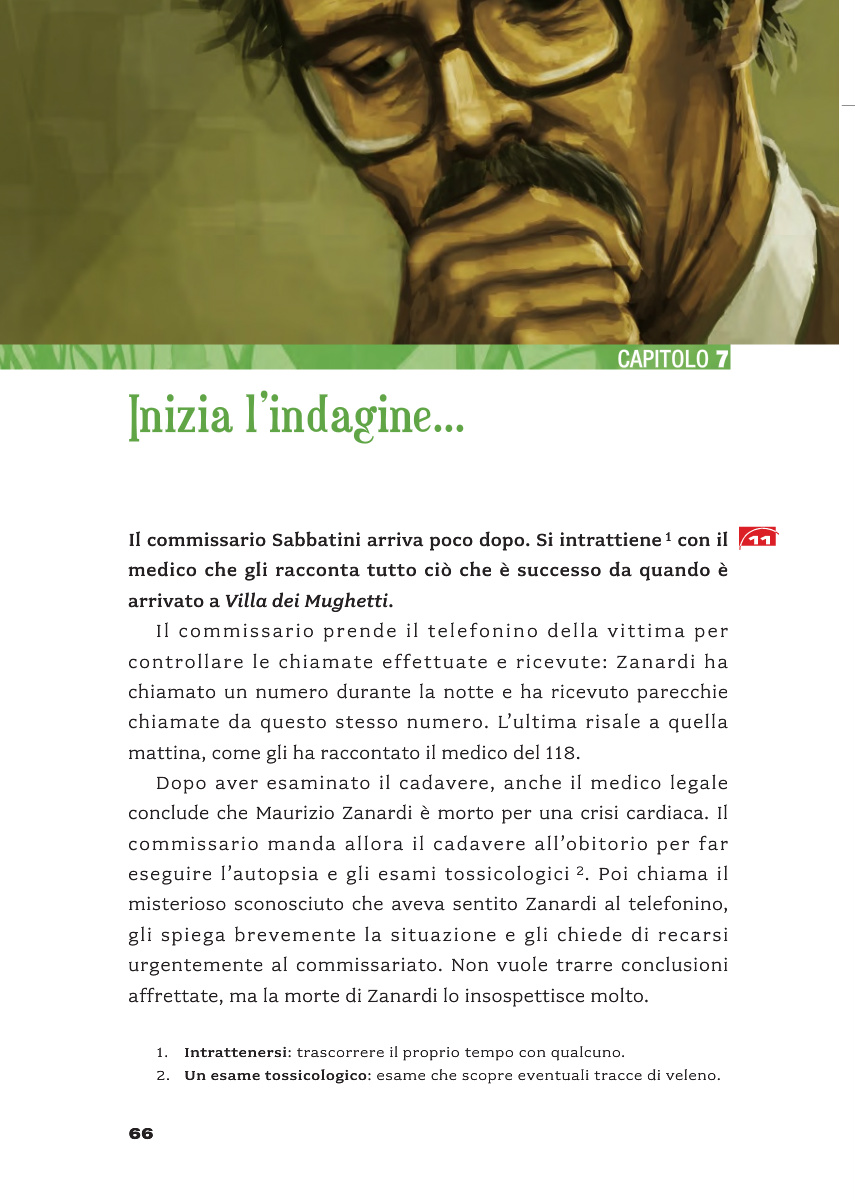 CAPITOLO 7
Inizia l'indagine...
Il commissario Sabbatini arriva poco dopo. Si intrattiene 1 con il 11
medico che gli racconta tutto ciò che è successo da quando è
arrivato a Villa dei Mughetti.
Il commissario prende il telefonino della vittima per
controllare le chiamate effettuate e ricevute: Zanardi ha
chiamato un numero durante la notte e ha ricevuto parecchie
chiamate da questo stesso numero. L'ultima risale a quella
mattina, come gli ha raccontato il medico del 118.
Dopo aver esaminato il cadavere, anche il medico legale
conclude che Maurizio Zanardi è morto per una crisi cardiaca. Il
commissario manda allora il cadavere all'obitorio per far
eseguire l'autopsia e gli esami tossicologici 2. Poi chiama il
misterioso sconosciuto che aveva sentito Zanardi al telefonino,
gli spiega brevemente la situazione e gli chiede di recarsi
urgentemente al commissariato. Non vuole trarre conclusioni
affrettate, ma la morte di Zanardi lo insospettisce molto.
1. Intrattenersi: trascorrere il proprio tempo con qualcuno.
2. Un esame tossicologico: esame che scopre eventuali tracce di veleno.
66